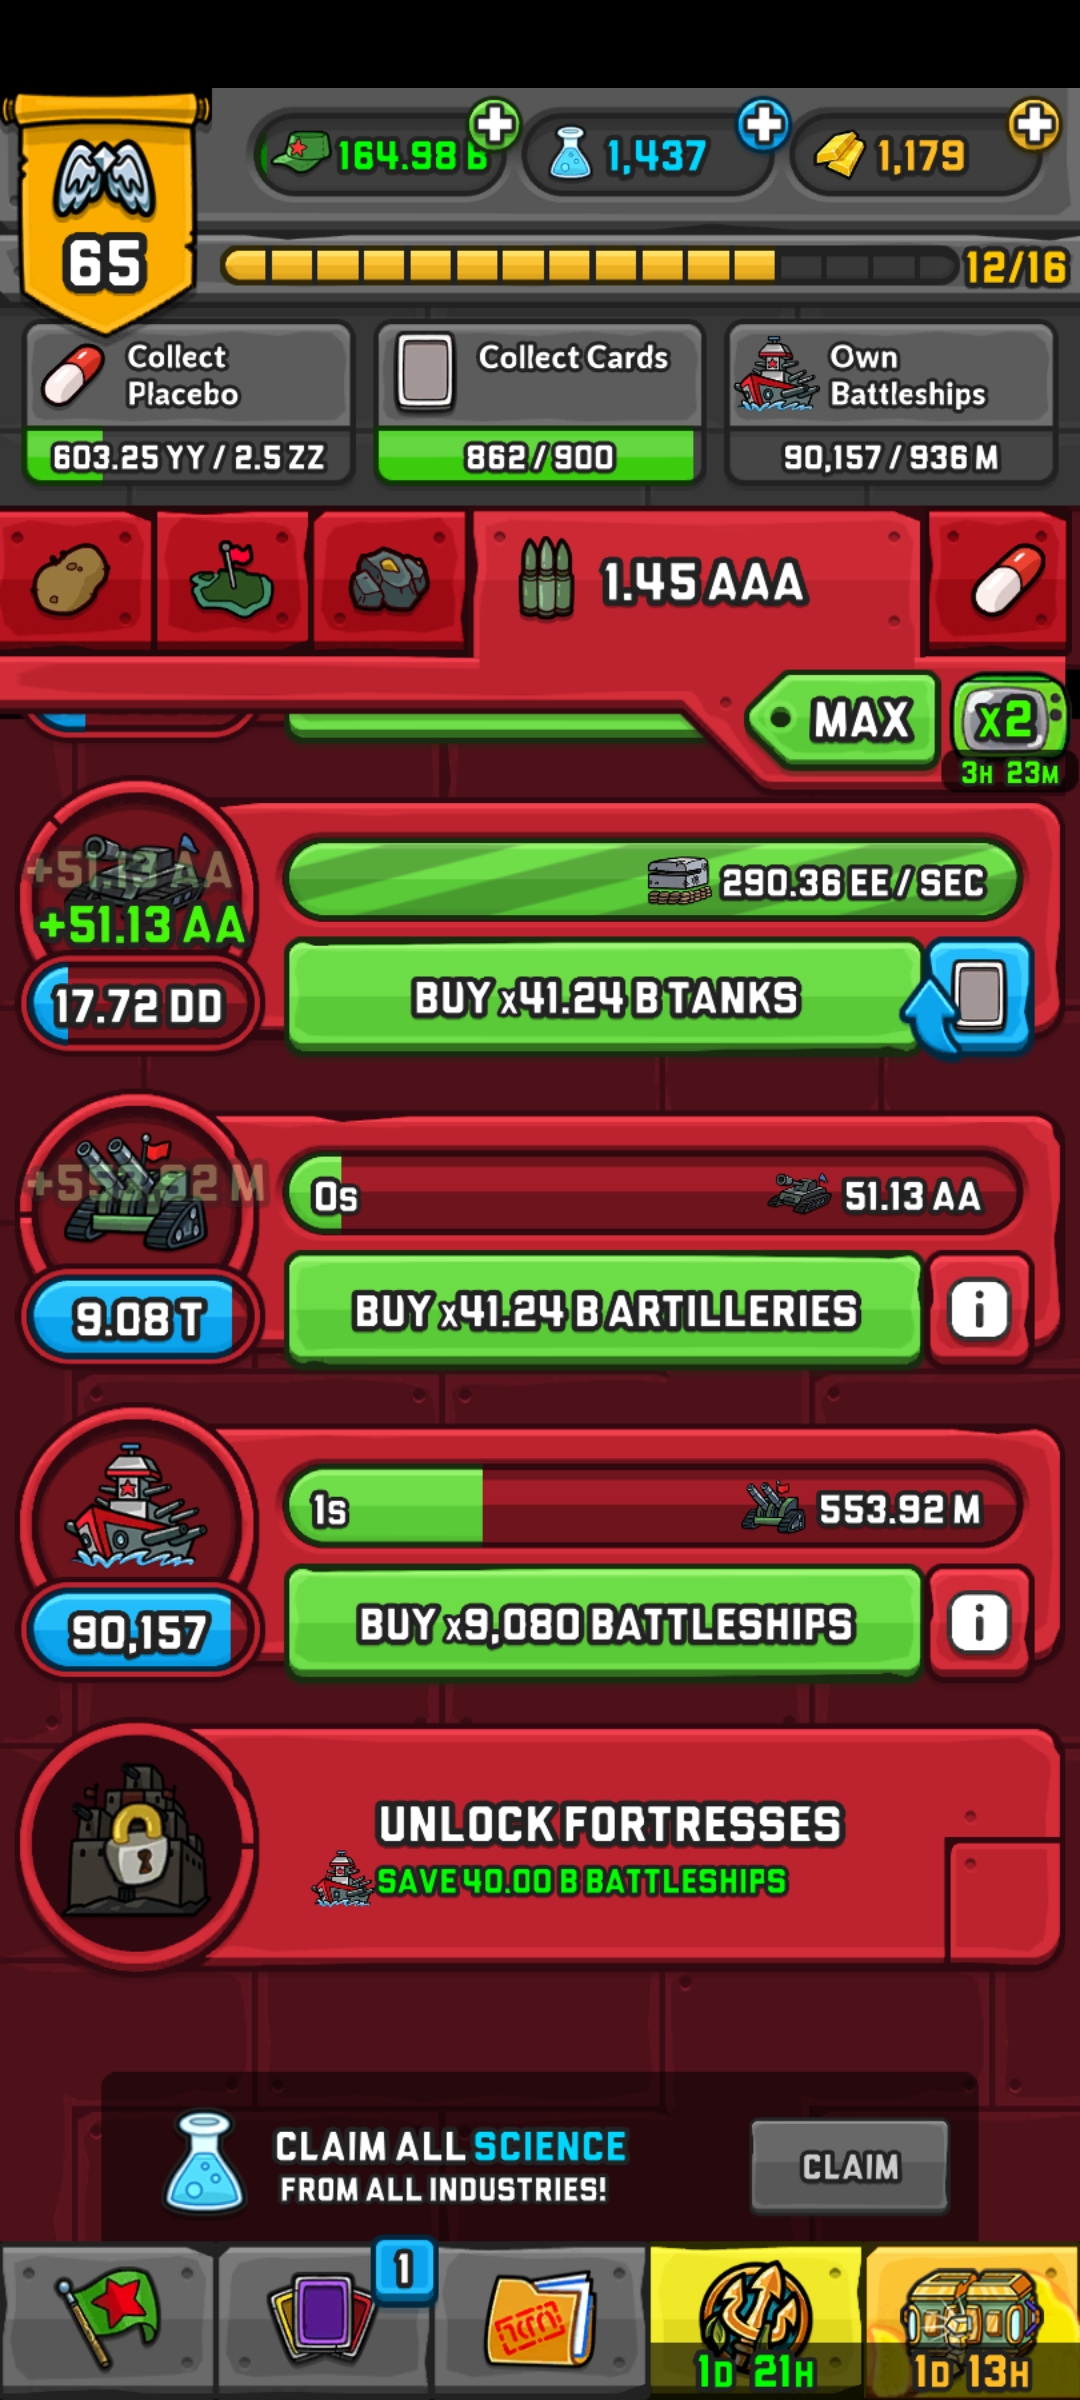 164.98 B
1,437
1,179
65
12/16
Collect
Placebo
603.25 YY / 2.5 ZZ
Collect Cards
862/900
Own
Battleships
90,157 / 936 M
1.45 AAA
MAX
x2
3H 23M
+51.13 AA
+51.13 AA
290.36 EE / SEC
17.72 DD
BUY x41.24 B TANKS
+553.92 M
0s
51.13 AA
9.08 T
BUY x41.24 B ARTILLERIES
i
1s
553.92 M
90,157
BUY x9,080 BATTLESHIPS
i
UNLOCK FORTRESSES
SAVE 40.00 B BATTLESHIPS
CLAIM ALL SCIENCE
FROM ALL INDUSTRIES!
CLAIM
1
1D 21H
1D 13H